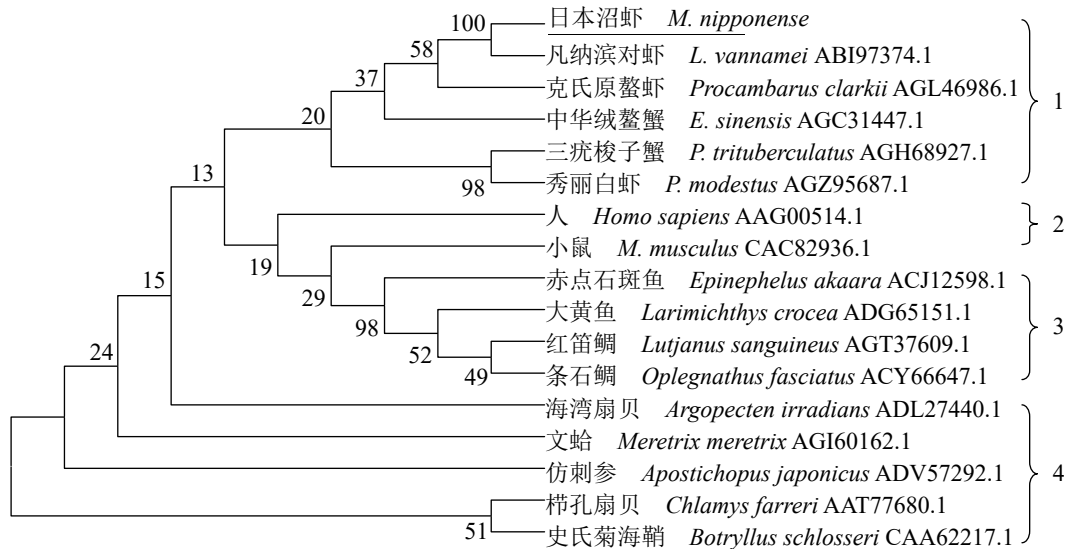 100 日本沼虾 M. nipponense
58 凡纳滨对虾 L. vannamei ABI97374.1
37 克氏原螯虾 Procambarus clarkii AGL46986.1
20 中华绒螯蟹 E. sinensis AGC31447.1
1
三疣梭子蟹 P. trituberculatus AGH68927.1
13 98 秀丽白虾 P. modestus AGZ95687.1
人 Homo sapiens AAG00514.1
2
19 小鼠 M. musculus CAC82936.1
15 29 赤点石斑鱼 Epinephelus akaara ACJ12598.1
98 大黄鱼 Larimichthys crocea ADG65151.1
3
24 52 红笛鲷 Lutjanus sanguineus AGT37609.1
49 条石鲷 Oplegnathus fasciatus ACY66647.1
海湾扇贝 Argopecten irradians ADL27440.1
文蛤 Meretrix meretrix AGI60162.1
仿刺参 Apostichopus japonicus ADV57292.1
4
栉孔扇贝 Chlamys farreri AAT77680.1
51 史氏菊海鞘 Botryllus schlosseri CAA62217.1